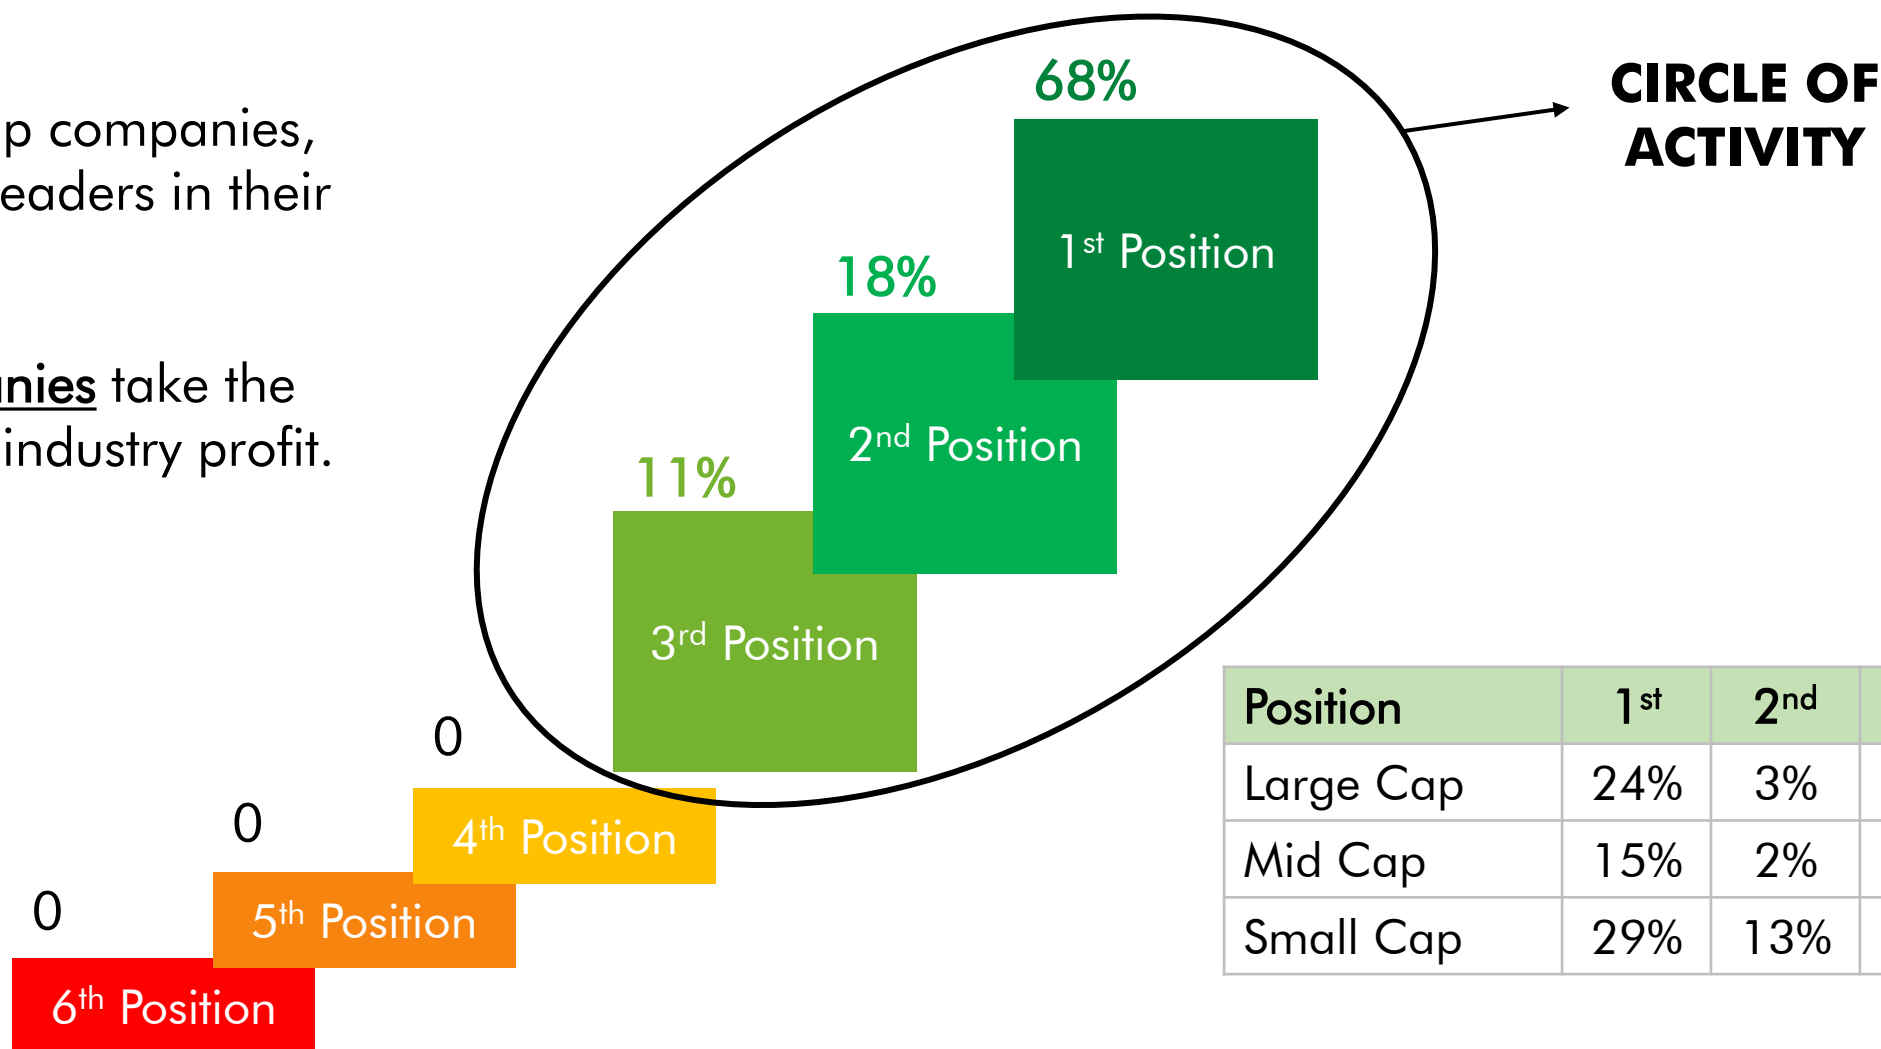 p companies,
eaders in their
anies take the
industry profit.
CIRCLE OF
ACTIVITY
68%
1st Position
18%
2nd Position
11%
3rd Position
0
4th Position
0
5th Position
0
6th Position
Position 1st 2nd
Large Cap 24% 3%
Mid Cap 15% 2%
Small Cap 29% 13%